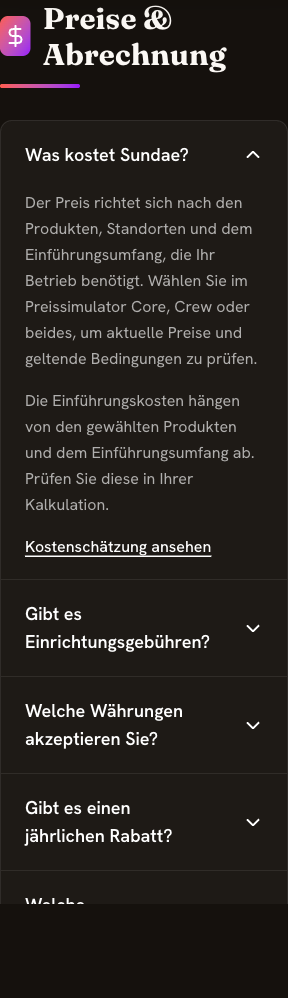 $
Preise &
Abrechnung
Was kostet Sundae?
Der Preis richtet sich nach den
Produkten, Standorten und dem
Einführungsumfang, die Ihr
Betrieb benötigt. Wählen Sie im
Preissimulator Core, Crew oder
beides, um aktuelle Preise und
geltende Bedingungen zu prüfen.
Die Einführungskosten hängen
von den gewählten Produkten
und dem Einführungsumfang ab.
Prüfen Sie diese in Ihrer
Kalkulation.
Kostenschätzung ansehen
Gibt es
Einrichtungsgebühren?
Welche Währungen
akzeptieren Sie?
Gibt es einen
jährlichen Rabatt?
Welche